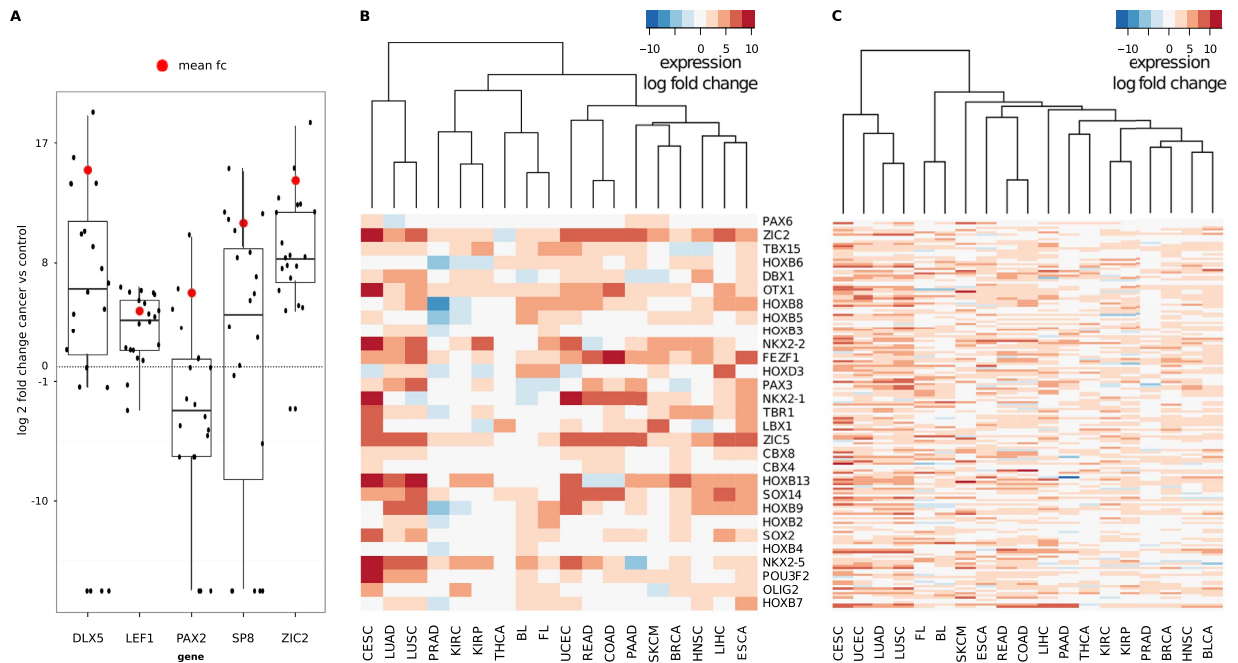 A
mean fc
log 2 fold change cancer vs control
17
8
0
-1
-10
DLX5 LEF1 PAX2 SP8 ZIC2
gene
B
−10 −5 0 5 10
expression
log fold change
PAX6
ZIC2
TBX15
HOXB6
DBX1
OTX1
HOXB8
HOXB5
HOXB3
NKX2-2
FEZF1
HOXD3
PAX3
NKX2-1
TBR1
LBX1
ZIC5
CBX8
CBX4
HOXB13
SOX14
HOXB9
HOXB2
SOX2
HOXB4
NKX2-5
POU3F2
OLIG2
HOXB7
CESC LUAD LUSC PRAD KIRC KIRP THCA BL FL UCEC READ COAD PAAD SKCM BRCA HNSC LIHC ESCA
C
−10 −5 0 5 10
expression
log fold change
CESC UCEC LUAD LUSC FL BL SKCM ESCA READ COAD LIHC PAAD THCA KIRC KIRP PRAD BRCA HNSC BLCA